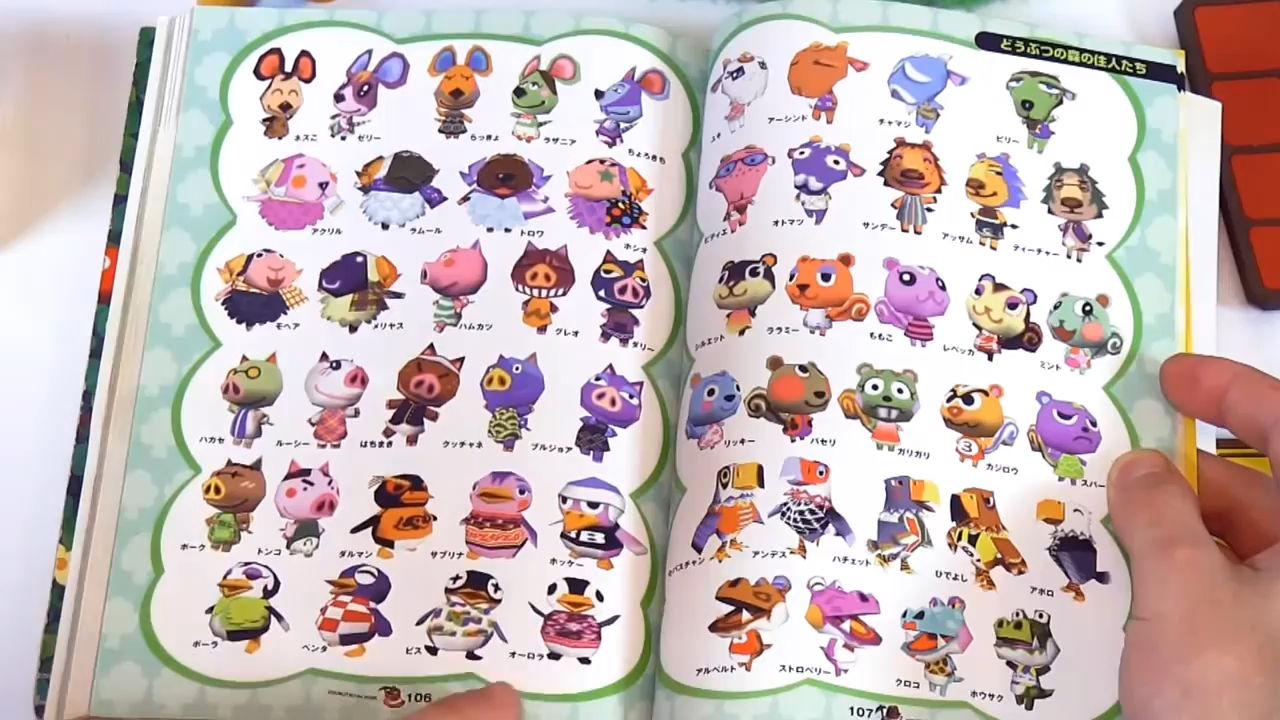 ネズこ
ゼリー
らっきょ
ラザニア
ちょろきち
アクリル
ラムール
トロワ
ホシオ
モヘア
メリヤス
ハムカツ
グレオ
ダリー
ハカセ
ルーシー
はちまき
クッチャネ
ブルジョア
ポーク
トンコ
ダルマン
サブリナ
ホッケー
ポーラ
ペンタ
ビス
オーロラ
106
どうぶつの森の住人たち
ユキ
アーシンド
チャマジ
ビリー
ビティエ
オトマツ
サンデー
アッサム
ティーチャー
シルエット
ララミー
ももこ
レベッカ
ミント
リッキー
パセリ
ガリガリ
カジロウ
3
スパーク
アンデス
ハチェット
ひでよし
アポロ
アルベルト
ストロベリー
クロコ
ホウサク
107